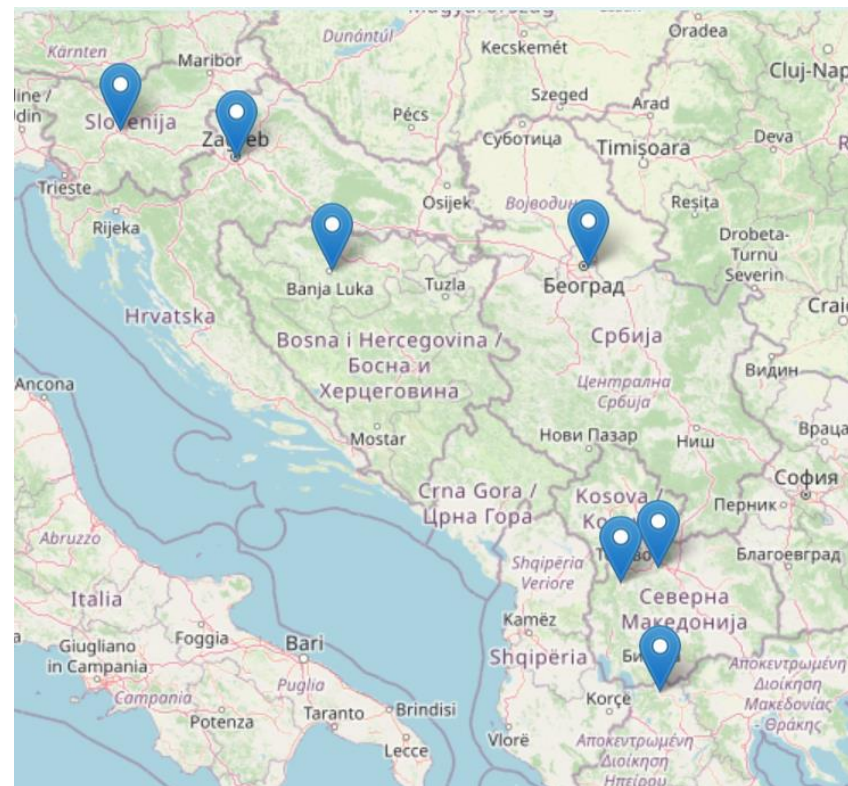 Magyarország
Oradea
Kärnten
Dunántúl
Kecskemét
Maribor
Cluj-Nap
Szeged
Arad
Pécs
Суботица
Timișoara
Deva
Trieste
Osijek
Reșița
Rijeka
Drobeta-
Turnu
Severin
Banja Luka
Tuzla
Београд
Hrvatska
Craio
Bosna i Hercegovina /
Босна и
Херцеговина
Србија
Видин
Ancona
Централна
Србија
Mostar
Нови Пазар
Ниш
Враца
Crna Gora /
Црна Гора
Kosova /
София
Перник
Abruzzo
Shqipëria
Veriore
Благоевград
Italia
Северна
Македонија
Kamëz
Giugliano
in Campania
Foggia
Bari
Shqipëria
Campania
Puglia
Korçë
Αποκεντρωμένη
Διοίκηση
Μακεδονίας
- Θράκης
Potenza
Taranto
Brindisi
Lecce
Vlorë
Αποκεντρωμένη
Διοίκηση
Ηπείρου